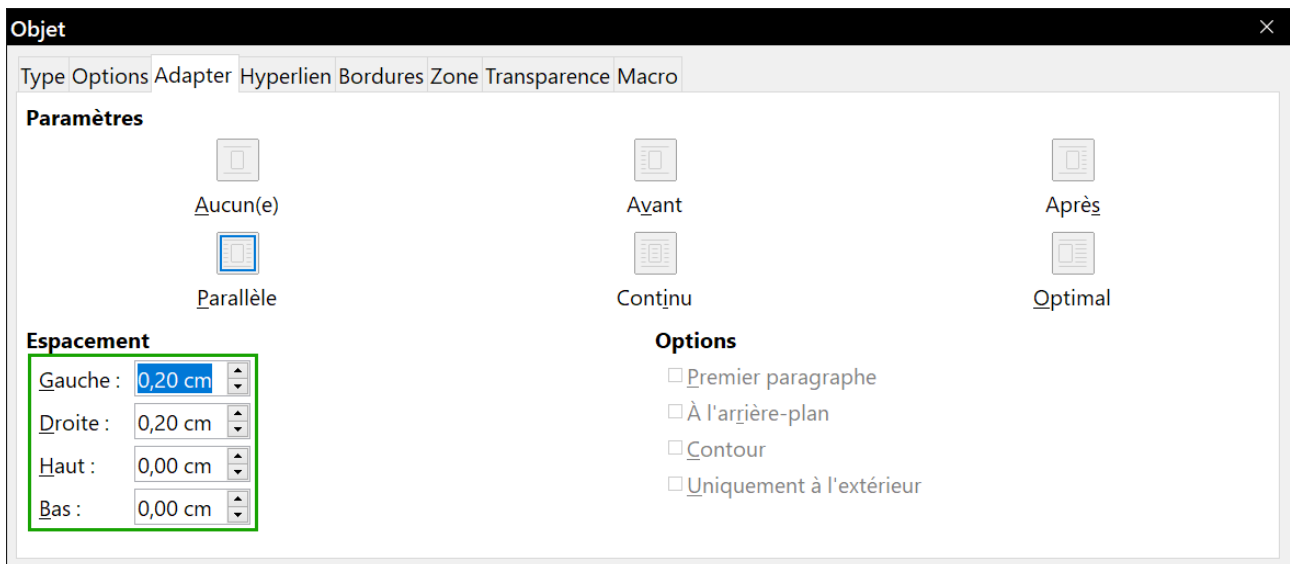 Objet
Type Options Adapter Hyperlien Bordures Zone Transparence Macro
Paramètres
Aucun(e) Avant Après
Parallèle Continu Optimal
Espacement Options
Gauche : 0,20 cm Premier paragraphe
Droite : 0,20 cm À l'arrière-plan
Haut : 0,00 cm Contour
Bas : 0,00 cm Uniquement à l'extérieur